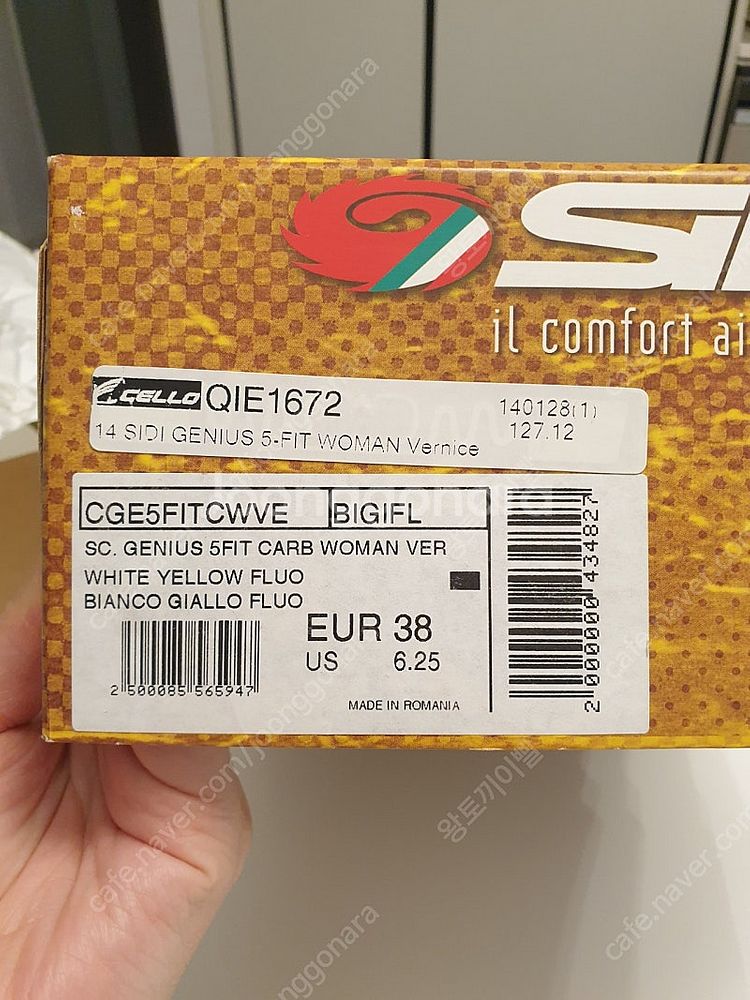 SIDI
il comfort ai
CELLO QIE1672
140128(1)
14 SIDI GENIUS 5-FIT WOMAN Vernice
127.12
CGE5FITCWVE BIGIFL
SC. GENIUS 5FIT CARB WOMAN VER
WHITE YELLOW FLUO
BIANCO GIALLO FLUO
EUR 38
US 6.25
2 500085 565947
MADE IN ROMANIA
2 000000 434827
Joonggonara
cafe.naver.com/joonggonara
왕토끼이빨